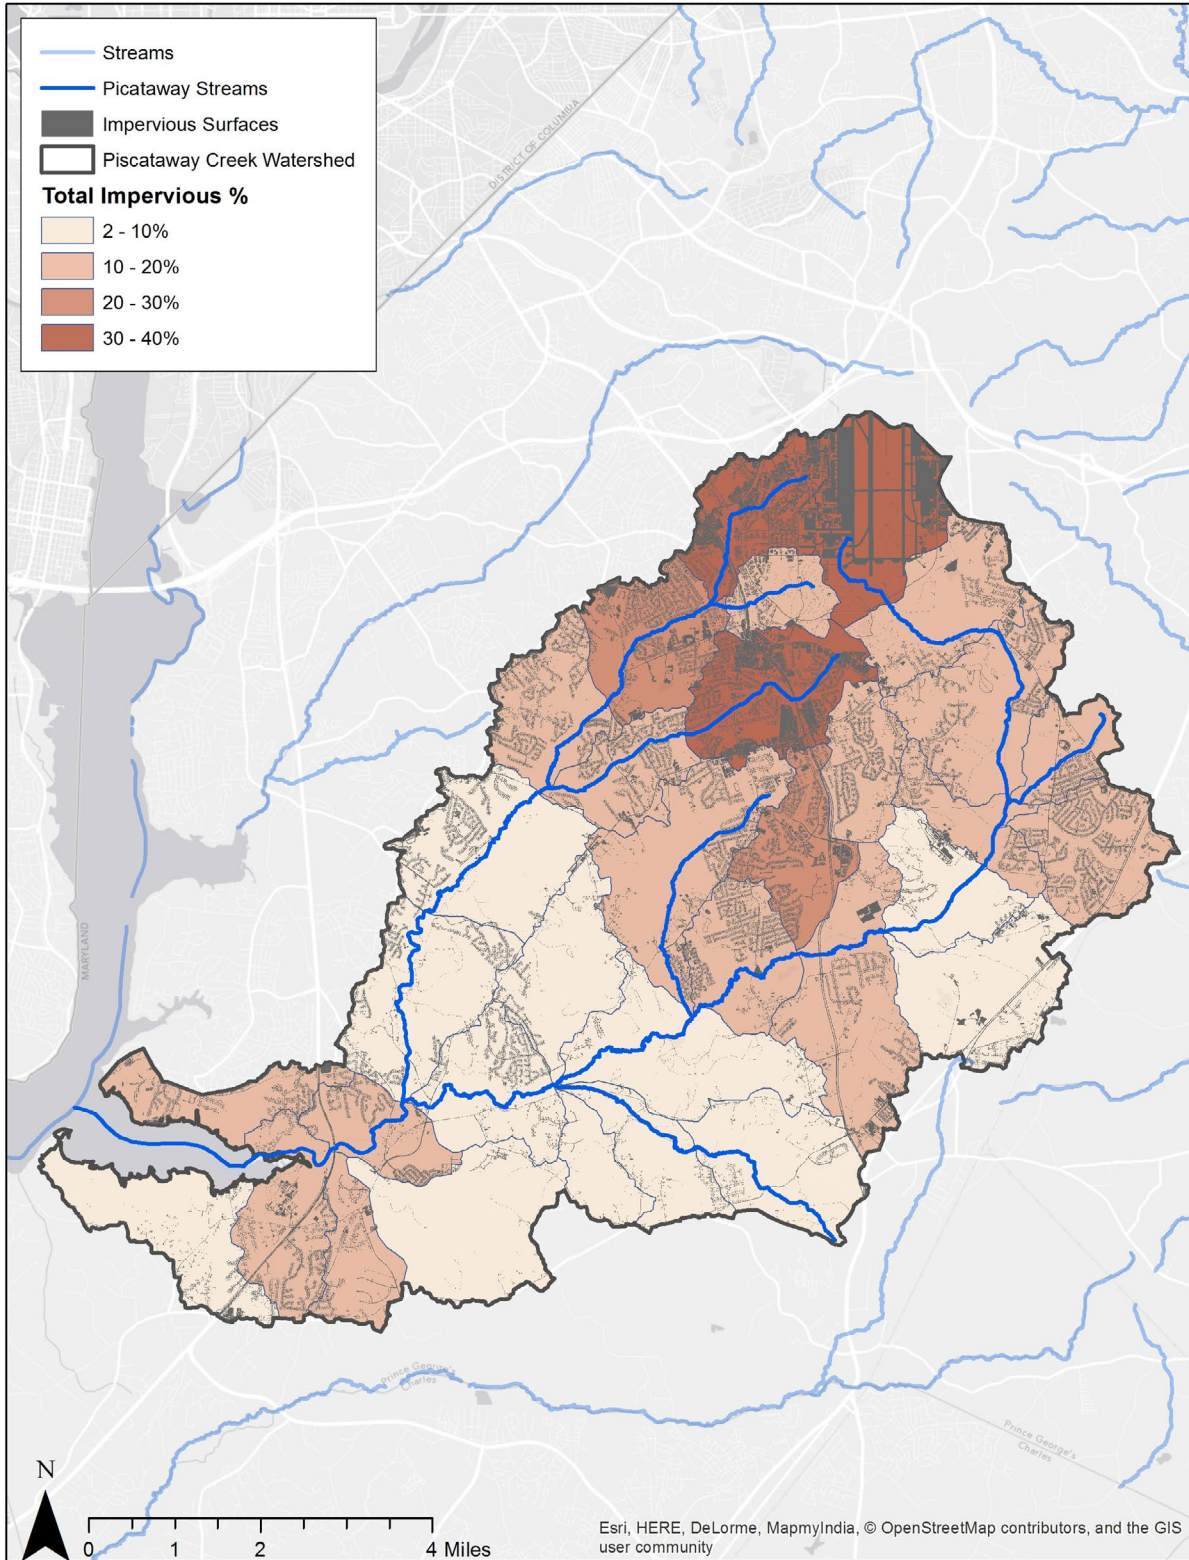 Streams
Picataway Streams
Impervious Surfaces
Piscataway Creek Watershed
Total Impervious %
2 - 10%
10 - 20%
20 - 30%
30 - 40%
DISTRICT OF COLUMBIA
MARYLAND
Prince George's
Charles
Prince George's
Charles
N
0 1 2 4 Miles
Esri, HERE, DeLorme, MapmyIndia, © OpenStreetMap contributors, and the GIS
user community